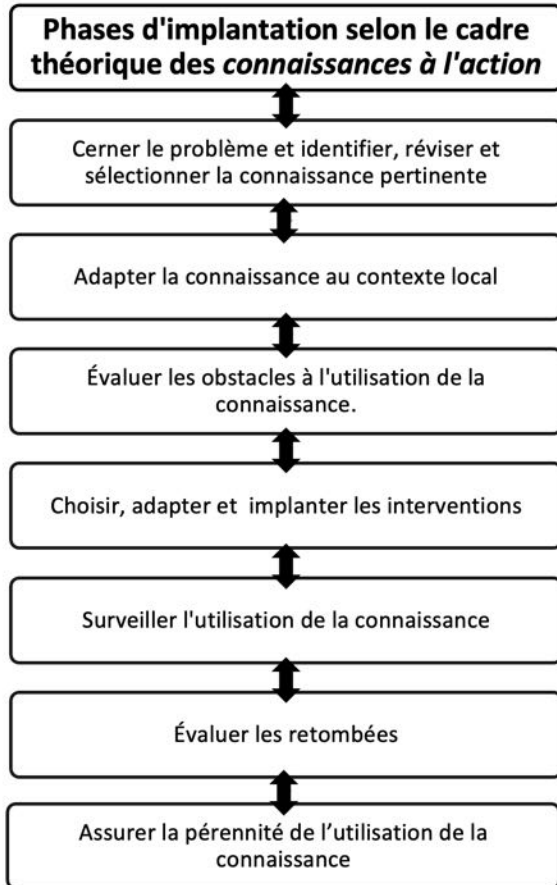 Phases d'implantation selon le cadre
théorique des connaissances à l'action
Cerner le problème et identifier, réviser et
sélectionner la connaissance pertinente
Adapter la connaissance au contexte local
Évaluer les obstacles à l'utilisation de la
connaissance.
Choisir, adapter et implanter les interventions
Surveiller l'utilisation de la connaissance
Évaluer les retombées
Assurer la pérennité de l’utilisation de la
connaissance